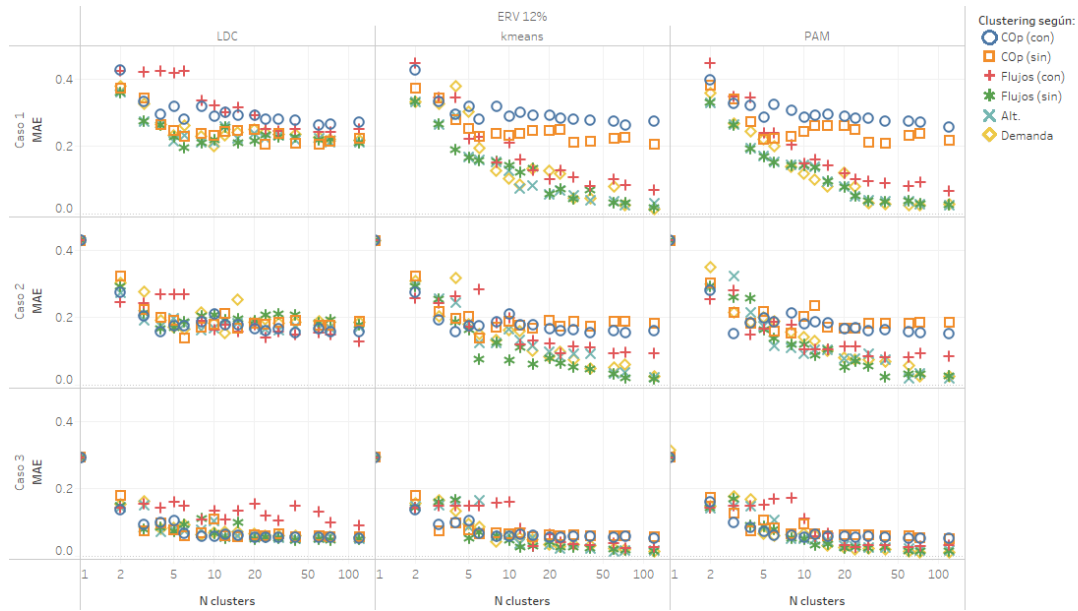 ERV 12%
LDC kmeans PAM
Clustering según:
COp (con)
COp (sin)
Flujos (con)
Flujos (sin)
Alt.
Demanda
Caso 1
MAE
0.4
0.2
0.0
Caso 2
MAE
0.4
0.2
0.0
Caso 3
MAE
0.4
0.2
0.0
1 2 5 10 20 50 100 1 2 5 10 20 50 100 1 2 5 10 20 50 100
N clusters N clusters N clusters